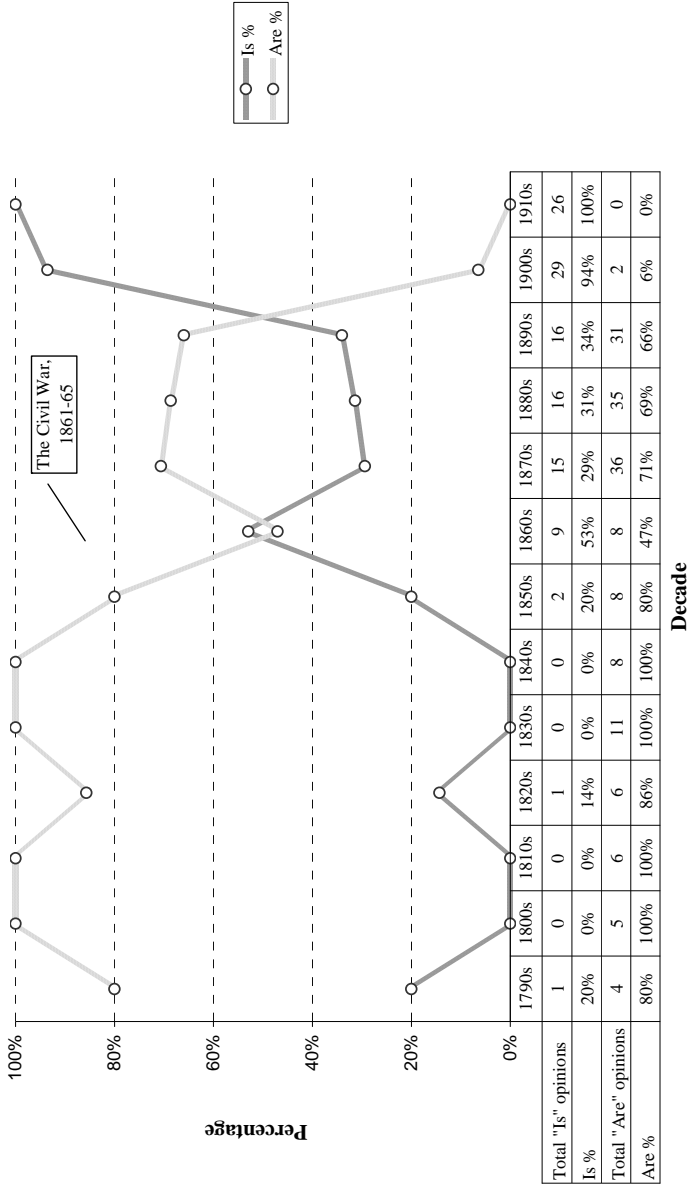 Percentage
100%
80%
60%
40%
20%
0%
The Civil War,
1861-65
Is %
Are %
1790s 1800s 1810s 1820s 1830s 1840s 1850s 1860s 1870s 1880s 1890s 1900s 1910s
Total "Is" opinions 1 0 0 1 0 0 2 9 15 16 16 29 26
Is % 20% 0% 0% 14% 0% 0% 20% 53% 29% 31% 34% 94% 100%
Total "Are" opinions 4 5 6 6 11 8 8 8 36 35 31 2 0
Are % 80% 100% 100% 86% 100% 100% 80% 47% 71% 69% 66% 6% 0%
Decade